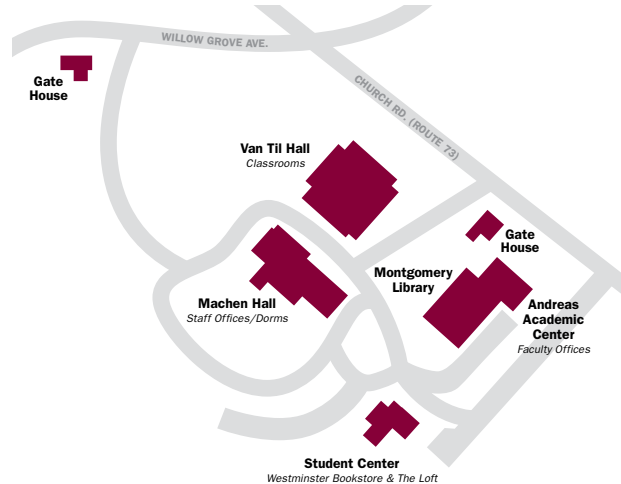 WILLOW GROVE AVE.
Gate
House
CHURCH RD. (ROUTE 73)
Van Til Hall
Classrooms
Gate
House
Montgomery
Library
Machen Hall
Staff Offices/Dorms
Andreas
Academic
Center
Faculty Offices
Student Center
Westminster Bookstore & The Loft